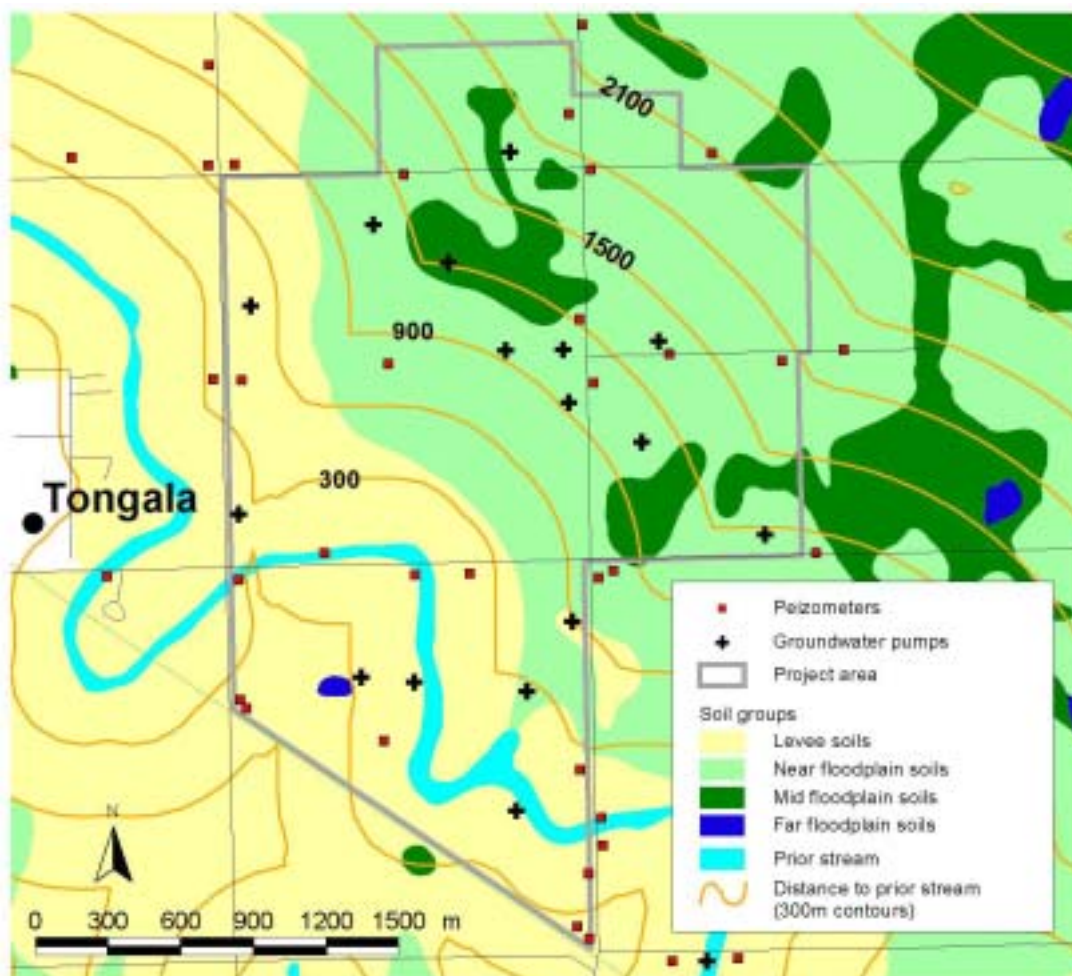 2100
1500
900
300
Tongala
N
0 300 600 900 1200 1500 m
Peizometers
Groundwater pumps
Project area
Soil groups
Levee soils
Near floodplain soils
Mid floodplain soils
Far floodplain soils
Prior stream
Distance to prior stream
(300m contours)